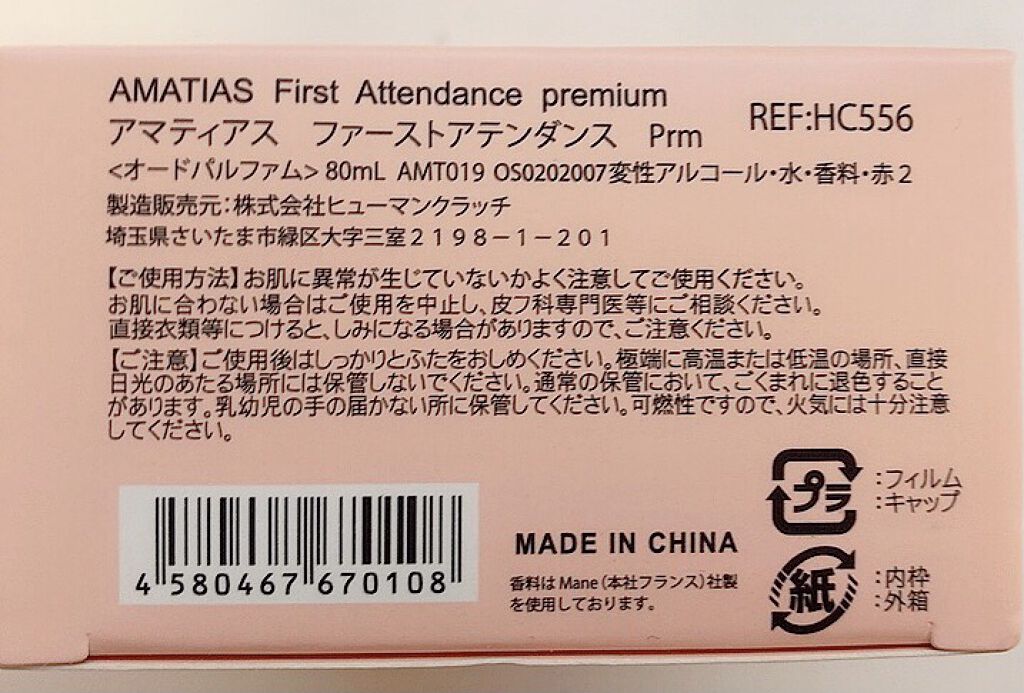 AMATIAS First Attendance premium
REF:HC556
アマティアス ファーストアテンダンス Prm
<オードパルファム> 80mL AMT019 OS0202007変性アルコール・水・香料・赤2
製造販売元:株式会社ヒューマンクラッチ
埼玉県さいたま市緑区大字三室2198-1-201
【ご使用方法】お肌に異常が生じていないかよく注意してご使用ください。
お肌に合わない場合はご使用を中止し、皮フ科専門医等にご相談ください。
直接衣類等につけると、しみになる場合がありますので、ご注意ください。
【ご注意】ご使用後はしっかりとふたをおしめください。極端に高温または低温の場所、直接
日光のあたる場所には保管しないでください。通常の保管において、ごくまれに退色すること
があります。乳幼児の手の届かない所に保管してください。可燃性ですので、火気には十分注意
してください。
プラ
:フィルム
:キャップ
MADE IN CHINA
香料は Mane(本社フランス)社製
を使用しております。
紙
:内枠
:外箱
4 580467 670108